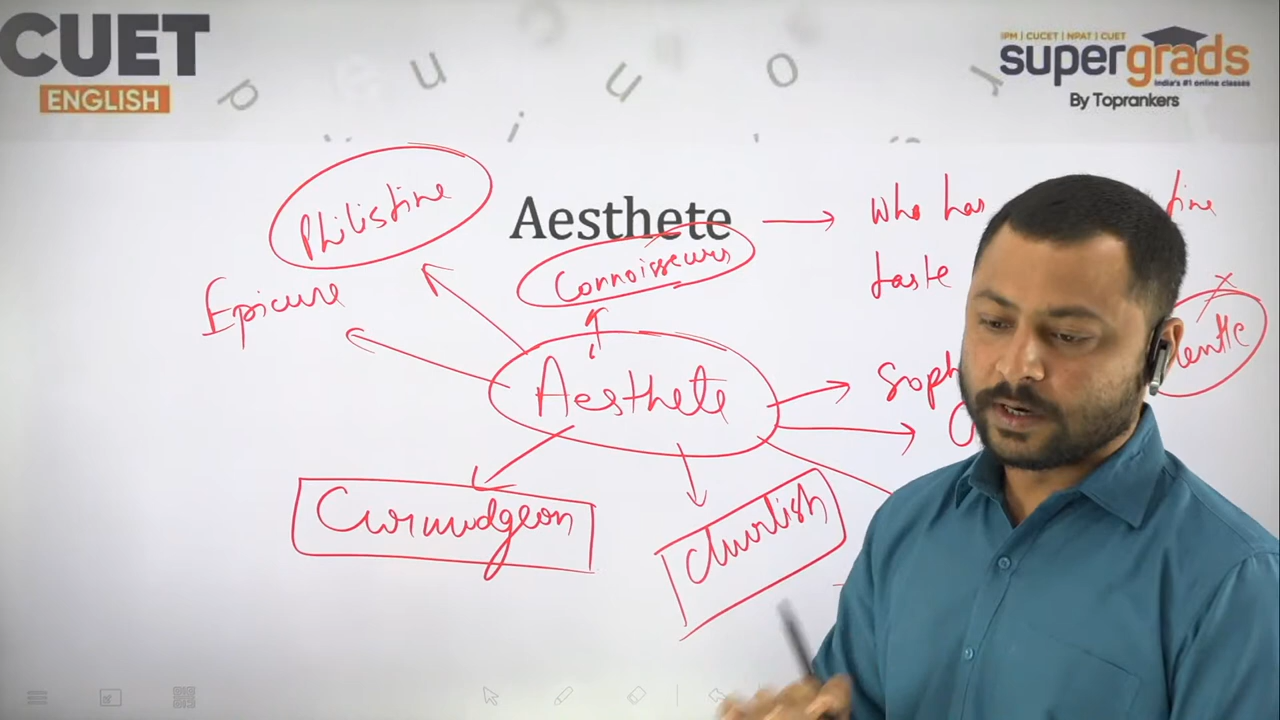 CUET
ENGLISH
IPM | CUCET | NPAT | CUET
supergrads
India's #1 online classes
By Toprankers
Philistine
Aesthete
who has
fine
taste
Connoisseurs
Epicure
Aesthete
Curmudgeon
churlish